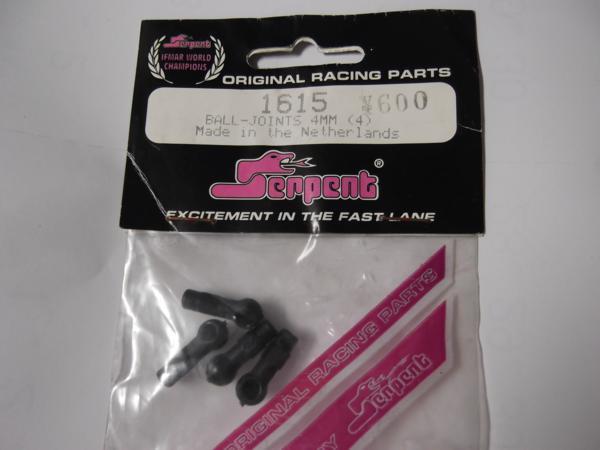 Serpent
IFMAR WORLD
CHAMPIONS
ORIGINAL RACING PARTS
1615 ¥600
BALL-JOINTS 4MM (4)
Made in the Netherlands
Serpent®
EXCITEMENT IN THE FAST LANE
ORIGINAL RACING PARTS
Serpent